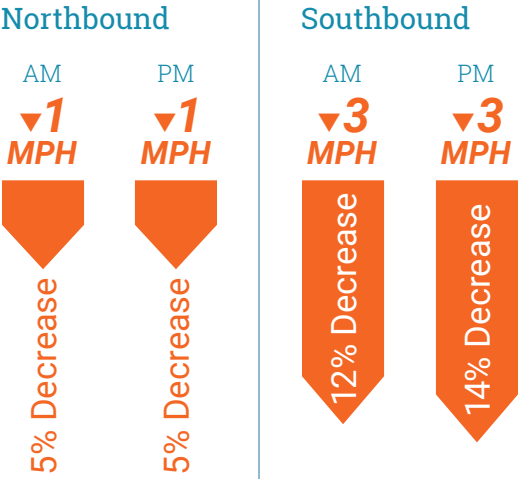 Northbound
AM
▼1
MPH
5% Decrease
PM
▼1
MPH
5% Decrease
Southbound
AM
▼3
MPH
12% Decrease
PM
▼3
MPH
14% Decrease